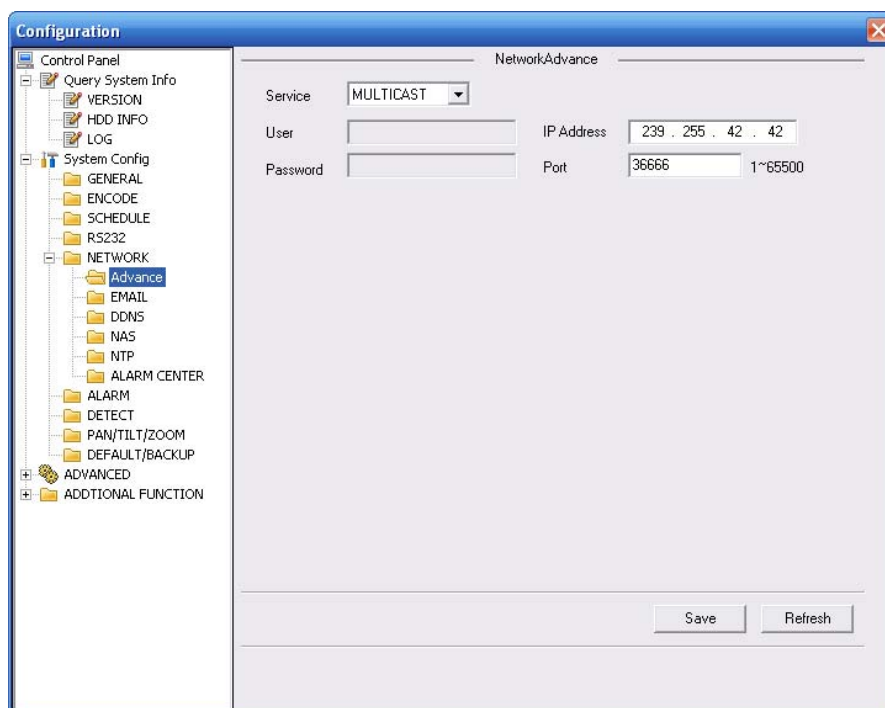 Configuration
Control Panel
Query System Info
VERSION
HDD INFO
LOG
System Config
GENERAL
ENCODE
SCHEDULE
RS232
NETWORK
Advance
EMAIL
DDNS
NAS
NTP
ALARM CENTER
ALARM
DETECT
PAN/TILT/ZOOM
DEFAULT/BACKUP
ADVANCED
ADDTIONAL FUNCTION
NetworkAdvance
Service MULTICAST
User IP Address 239 . 255 . 42 . 42
Password Port 36666 1~65500
Save Refresh